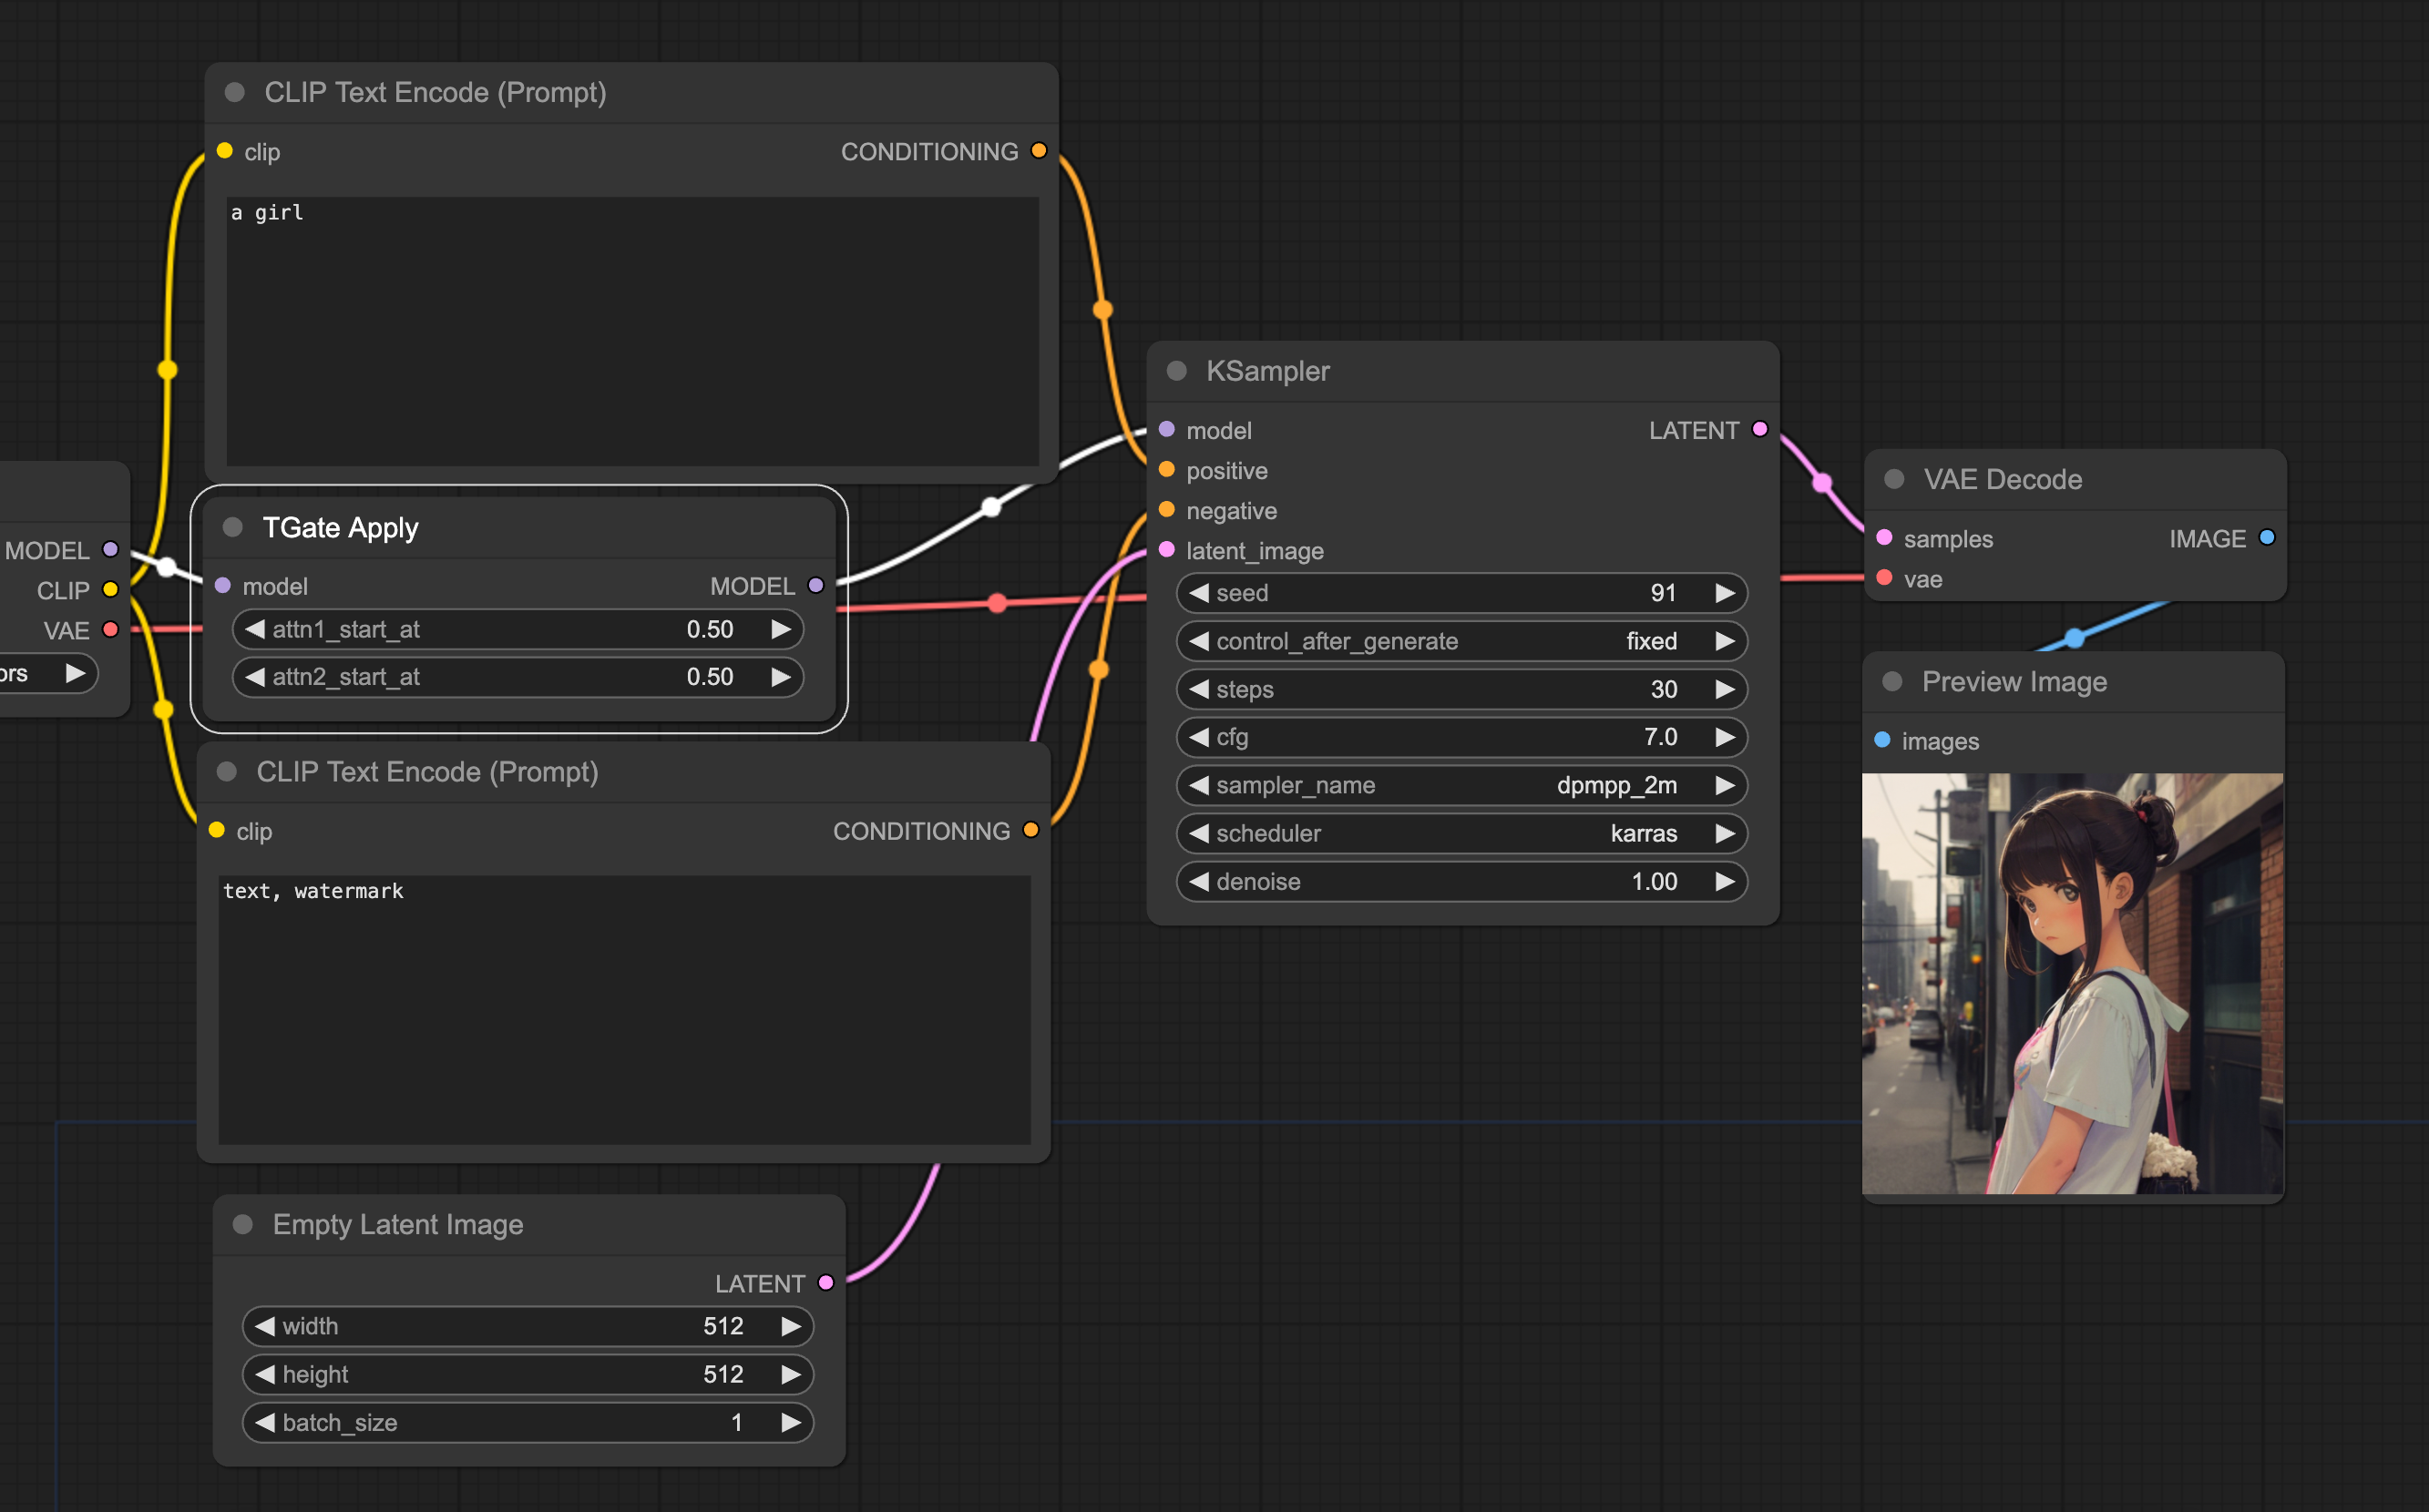 CLIP Text Encode (Prompt)
clip CONDITIONING
a girl
MODEL
CLIP
VAE
ors
TGate Apply
model MODEL
attn1_start_at 0.50
attn2_start_at 0.50
CLIP Text Encode (Prompt)
clip CONDITIONING
text, watermark
Empty Latent Image
LATENT
width 512
height 512
batch_size 1
KSampler
model LATENT
positive
negative
latent_image
seed 91
control_after_generate fixed
steps 30
cfg 7.0
sampler_name dpmpp_2m
scheduler karras
denoise 1.00
VAE Decode
samples IMAGE
vae
Preview Image
images